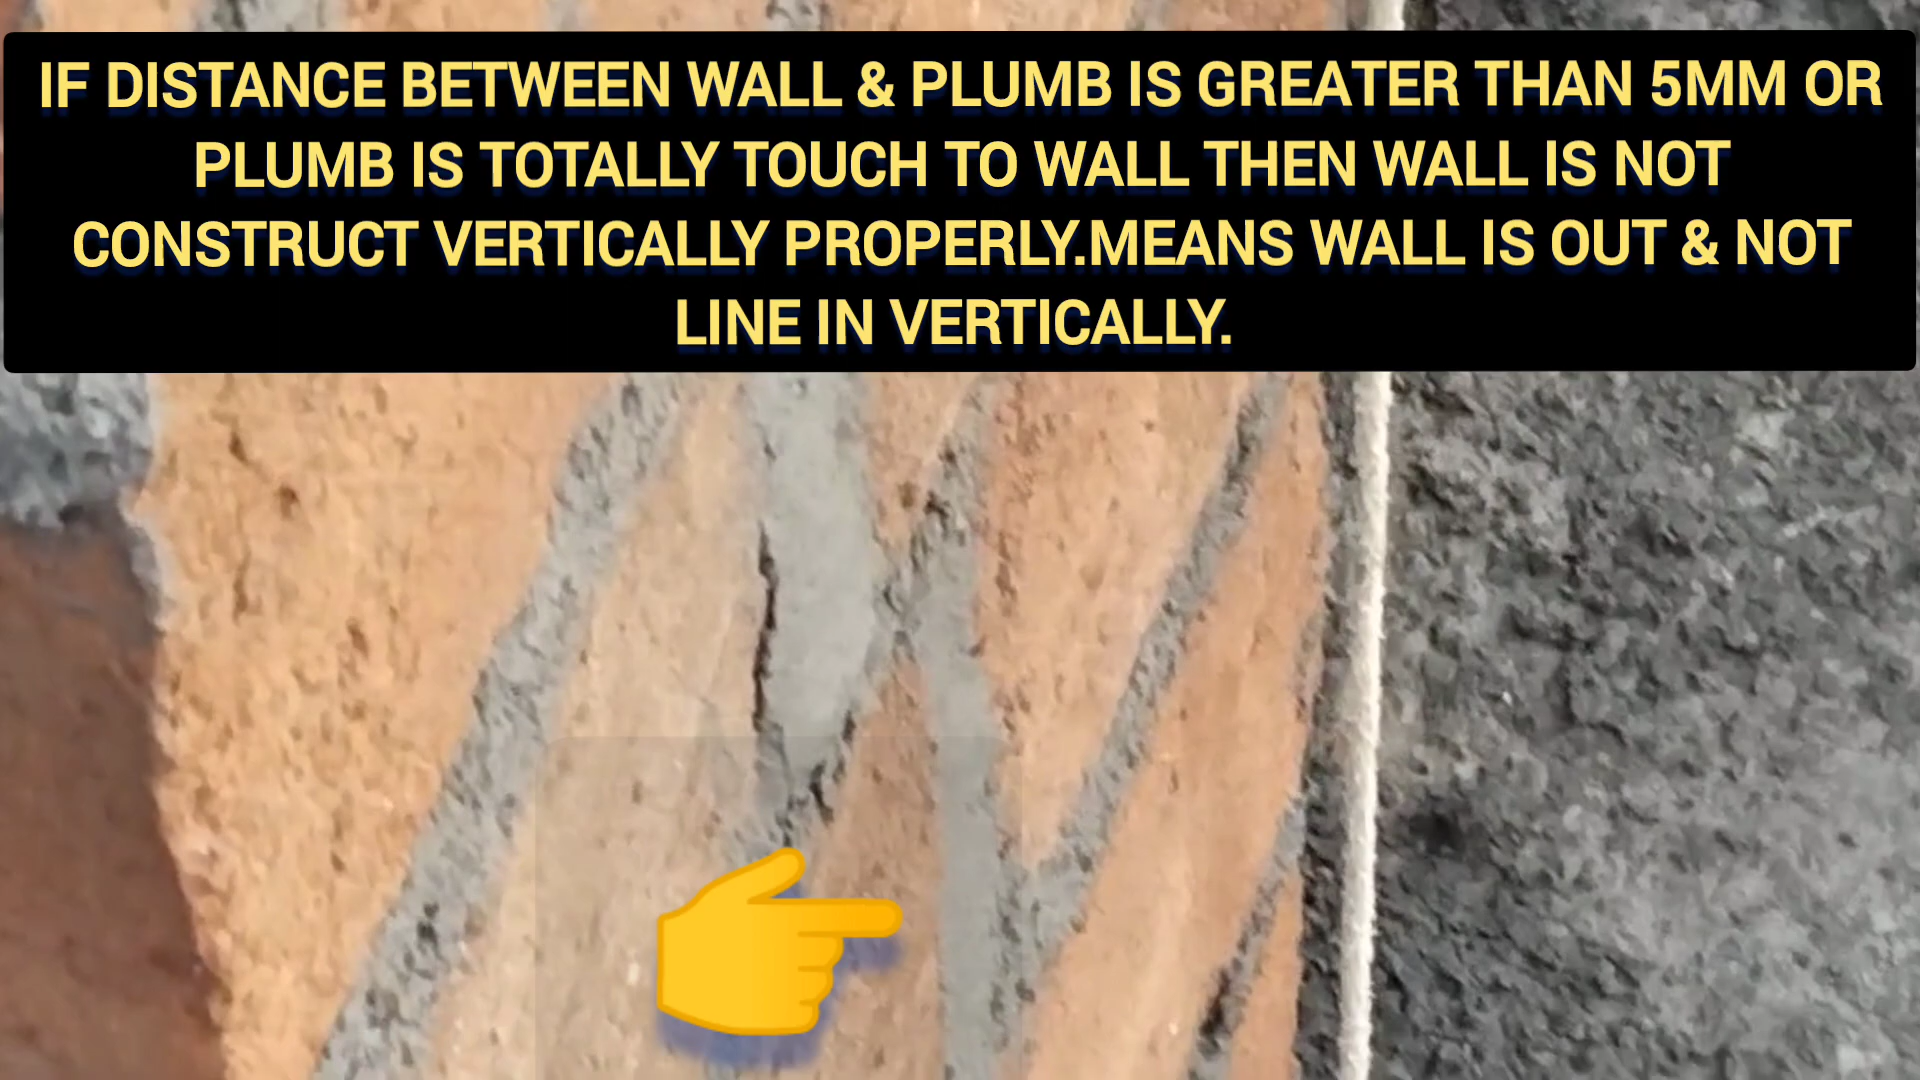 IF DISTANCE BETWEEN WALL & PLUMB IS GREATER THAN 5MM OR
PLUMB IS TOTALLY TOUCH TO WALL THEN WALL IS NOT
CONSTRUCT VERTICALLY PROPERLY.MEANS WALL IS OUT & NOT
LINE IN VERTICALLY.